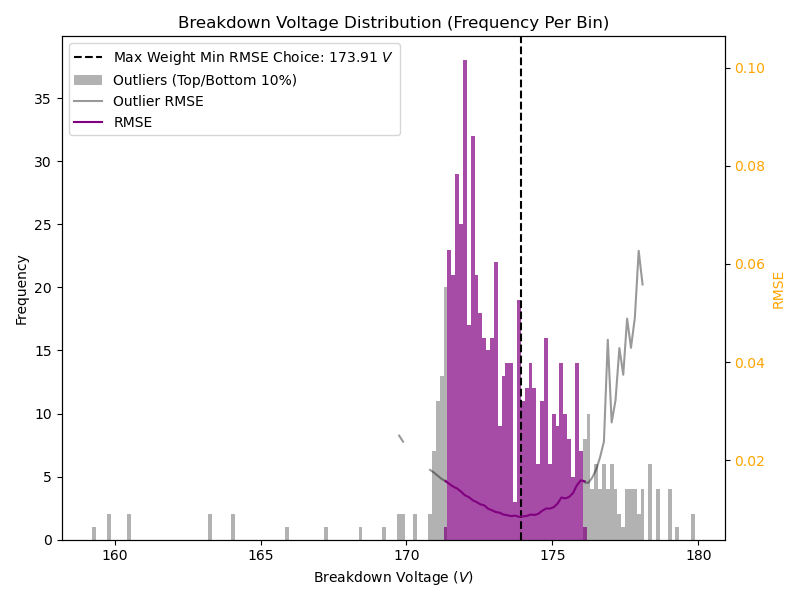 Breakdown Voltage Distribution (Frequency Per Bin)
Max Weight Min RMSE Choice: 173.91 V
Outliers (Top/Bottom 10%)
Outlier RMSE
RMSE
Frequency
35
30
25
20
15
10
5
0
0.10
0.08
0.06
0.04
0.02
RMSE
160
165
170
175
180
Breakdown Voltage (V)